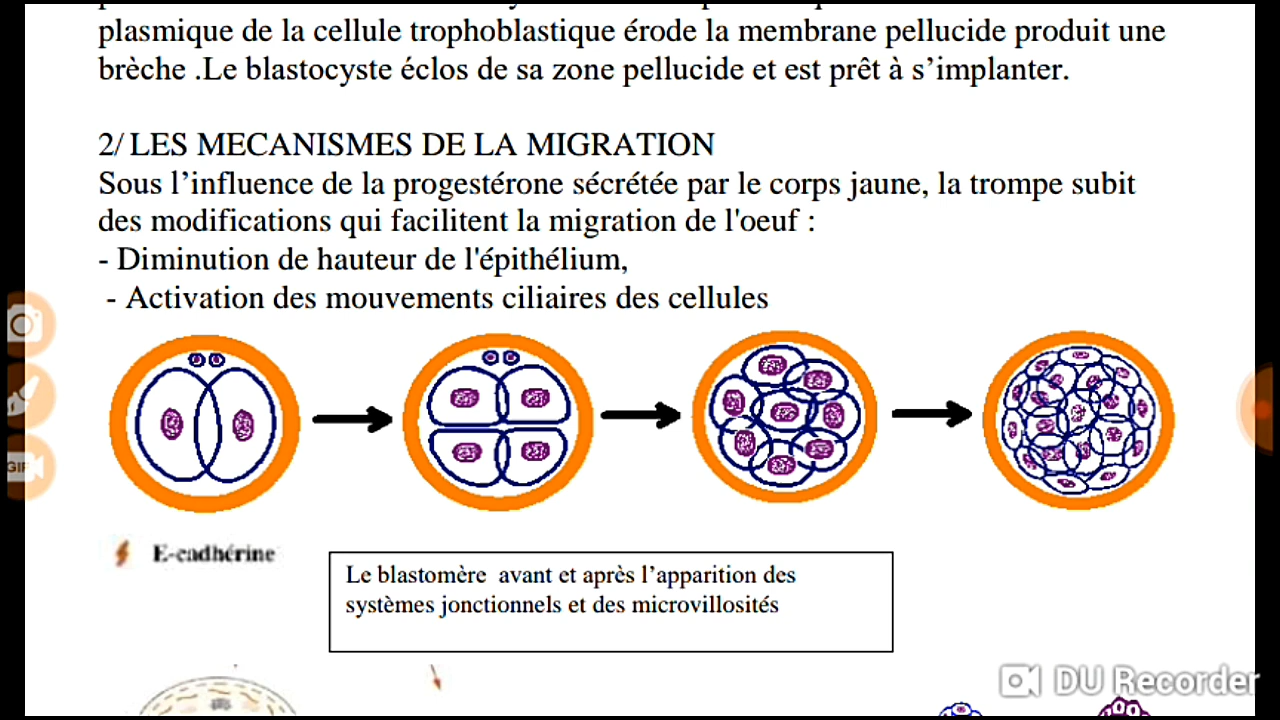 plasmique de la cellule trophoblastique érode la membrane pellucide produit une
brèche .Le blastocyste éclos de sa zone pellucide et est prêt à s’implanter.
2/ LES MECANISMES DE LA MIGRATION
Sous l’influence de la progestérone sécrétée par le corps jaune, la trompe subit
des modifications qui facilitent la migration de l'oeuf :
- Diminution de hauteur de l'épithélium,
- Activation des mouvements ciliaires des cellules
GIF
E-cadhérine
Le blastomère avant et après l’apparition des
systèmes jonctionnels et des microvillosités
DU Recorder